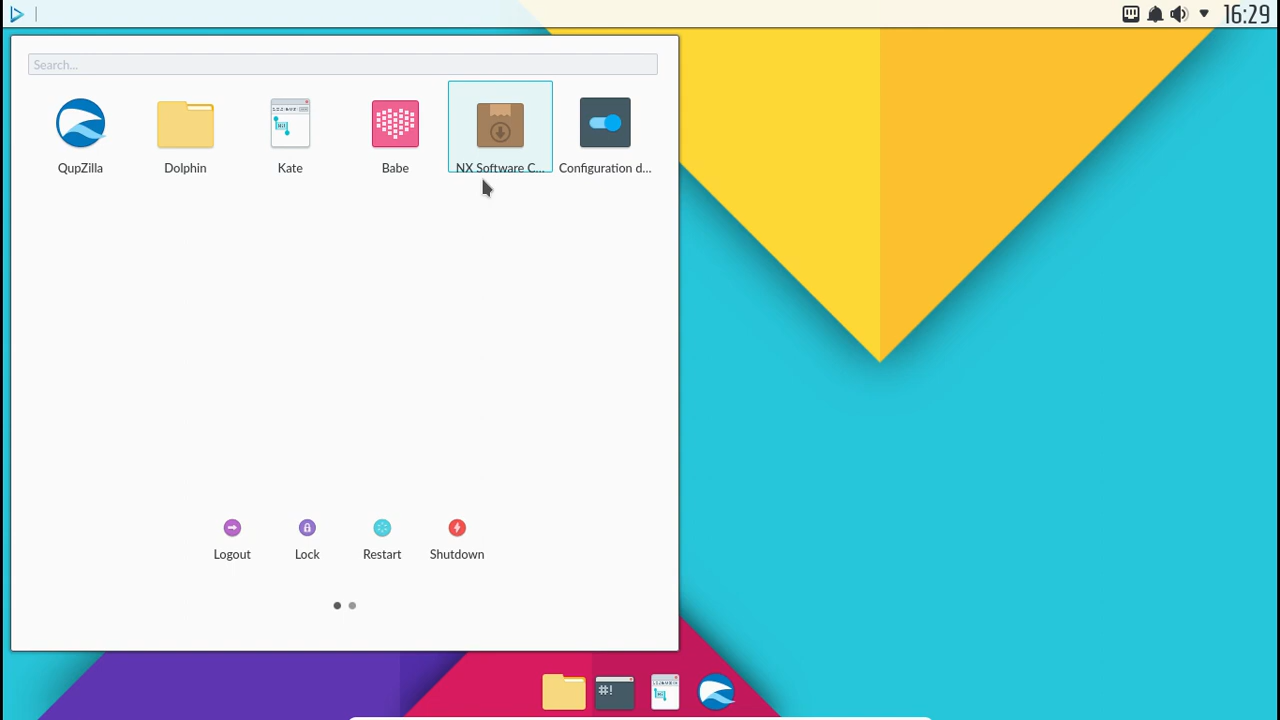 16:29
Search...
QupZilla
Dolphin
Kate
Babe
NX Software C...
Configuration d...
Logout
Lock
Restart
Shutdown
#!